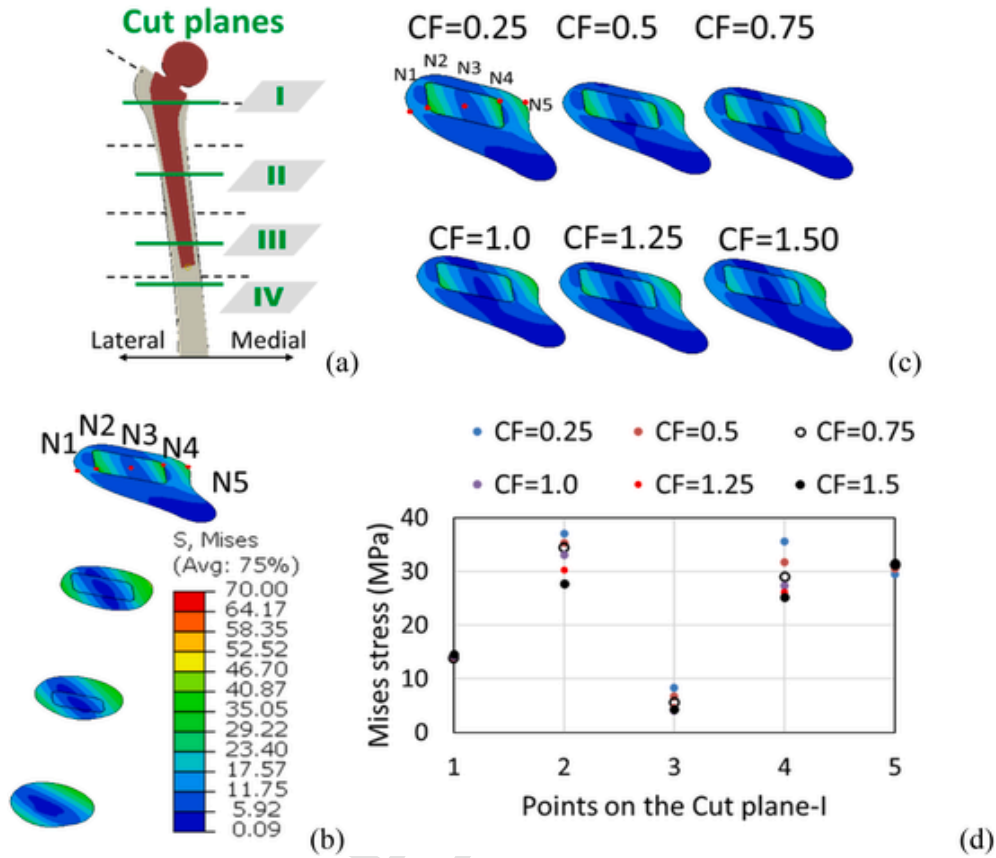 Cut planes
I
II
III
IV
Lateral Medial
(a)
CF=0.25 CF=0.5 CF=0.75
N1 N2 N3 N4 N5
CF=1.0 CF=1.25 CF=1.50
(c)
N1 N2 N3 N4 N5
S, Mises
(Avg: 75%)
70.00
64.17
58.35
52.52
46.70
40.87
35.05
29.22
23.40
17.57
11.75
5.92
0.09
(b)
CF=0.25 CF=0.5 CF=0.75
CF=1.0 CF=1.25 CF=1.5
Mises stress (MPa)
40
30
20
10
0
1 2 3 4 5
Points on the Cut plane-I
(d)